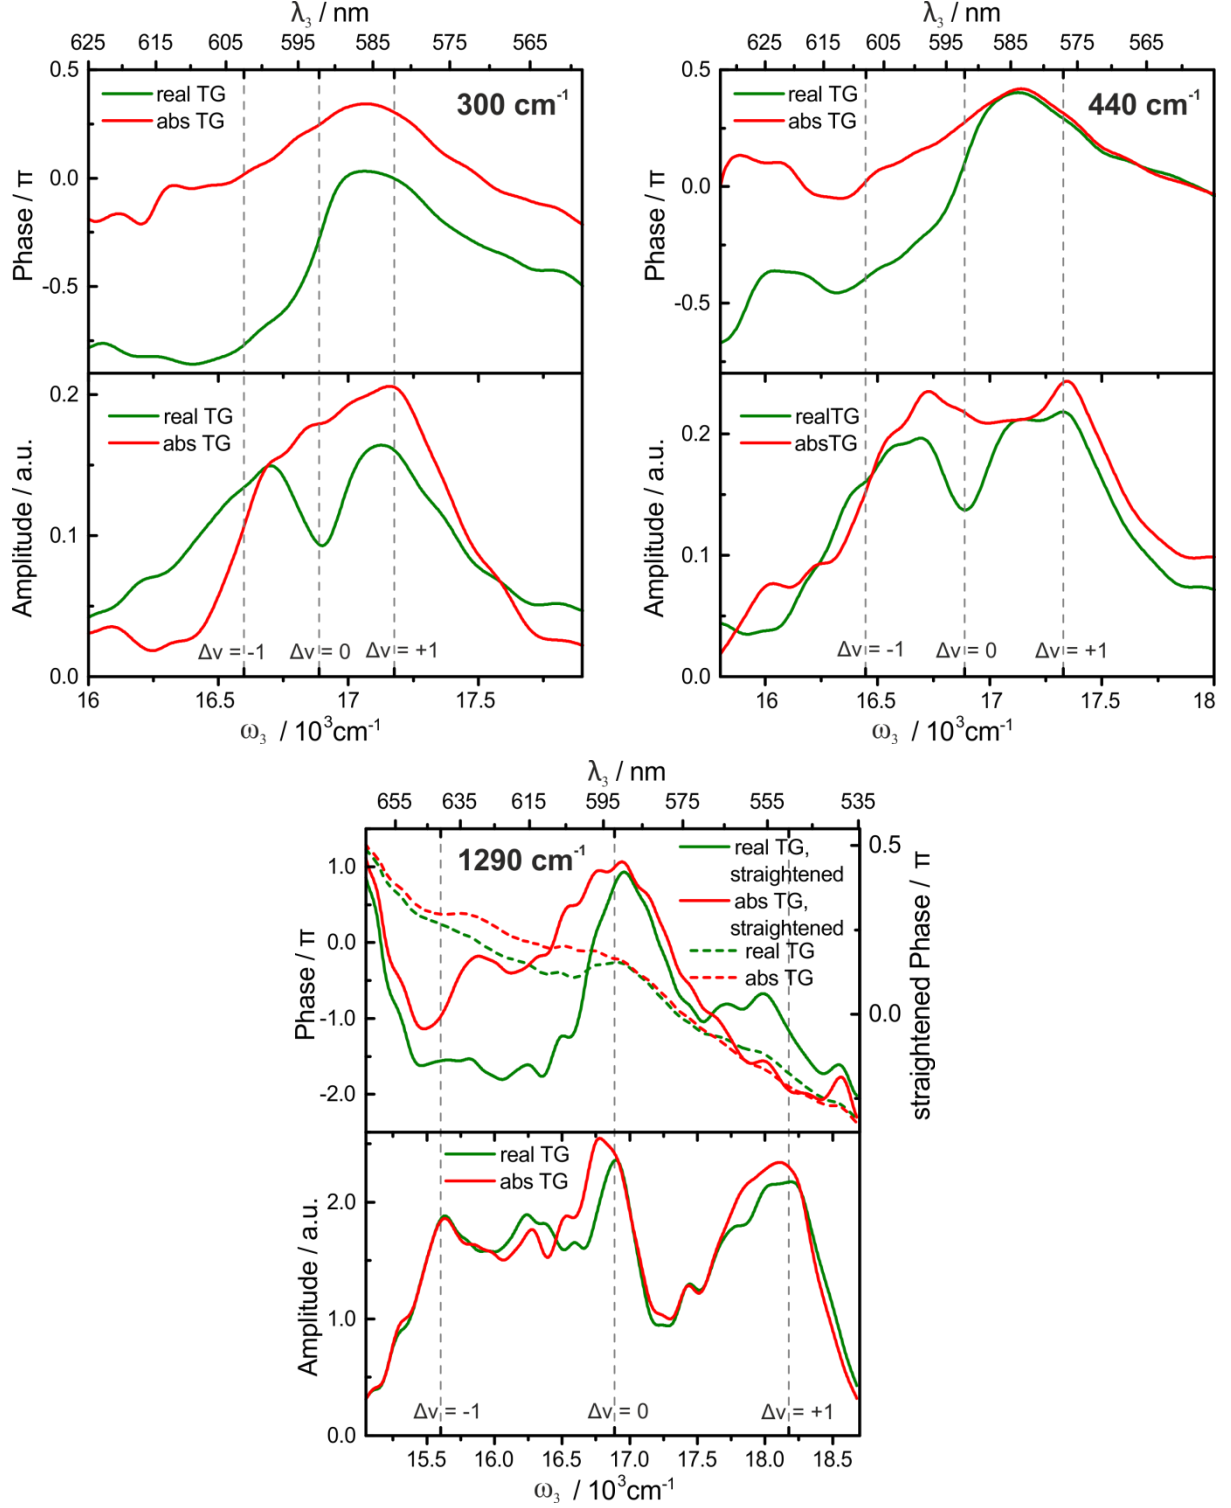 λ₃ / nm
625 615 605 595 585 575 565
0.5
real TG
abs TG
300 cm⁻¹
Phase / π
0.0
-0.5
0.2
real TG
abs TG
Amplitude / a.u.
0.1
0.0
Δv = -1 Δv = 0 Δv = +1
16 16.5 17 17.5
ω₃ / 10³cm⁻¹
λ₃ / nm
625 615 605 595 585 575 565
0.5
real TG
abs TG
440 cm⁻¹
Phase / π
0.0
-0.5
realTG
absTG
0.2
Amplitude / a.u.
0.1
0.0
Δv = -1 Δv = 0 Δv = +1
16 16.5 17 17.5 18
ω₃ / 10³cm⁻¹
λ₃ / nm
655 635 615 595 575 555 535
1290 cm⁻¹
real TG,
straightened
abs TG,
straightened
real TG
abs TG
1.0
0.0
-1.0
-2.0
Phase / π
0.5
0.0
straightened Phase / π
real TG
abs TG
2.0
1.0
0.0
Amplitude / a.u.
Δv = -1 Δv = 0 Δv = +1
15.5 16.0 16.5 17.0 17.5 18.0 18.5
ω₃ / 10³cm⁻¹